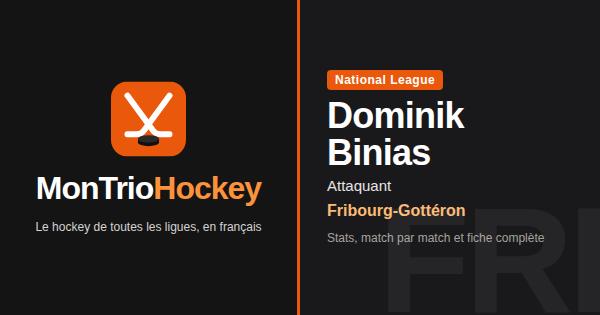 MonTrioHockey
Le hockey de toutes les ligues, en français
National League
Dominik
Binias
Attaquant
Fribourg-Gottéron
Stats, match par match et fiche complète
FRI